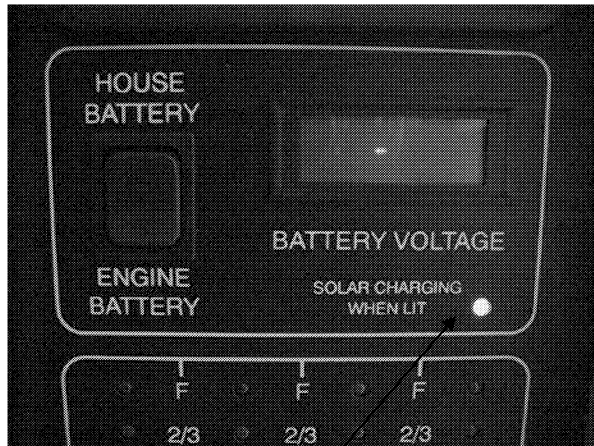 HOUSE
BATTERY
ENGINE
BATTERY
BATTERY VOLTAGE
SOLAR CHARGING
WHEN LIT
F F F
2/3 2/3 2/3